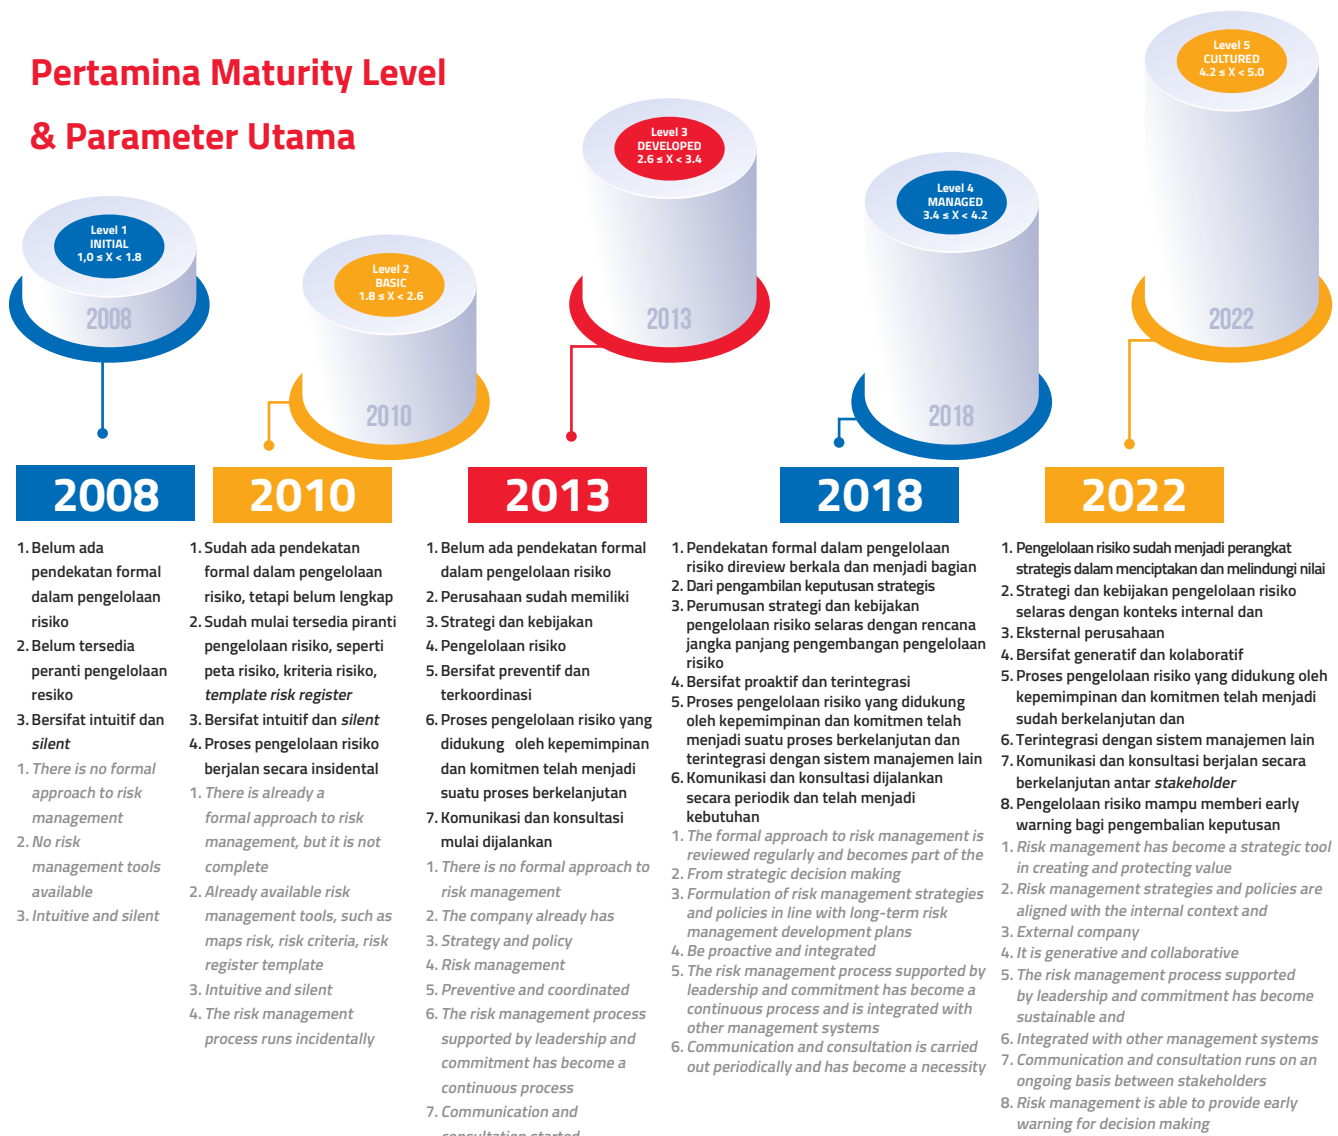 Pertamina Maturity Level
& Parameter Utama
Level 1
INITIAL
1,0 ≤ X < 1.8
2008
Level 2
BASIC
1.8 ≤ X < 2.6
2010
Level 3
DEVELOPED
2.6 ≤ X < 3.4
2013
Level 4
MANAGED
3.4 ≤ X < 4.2
2018
Level 5
CULTURED
4.2 ≤ X < 5.0
2022
2008
1. Belum ada
pendekatan formal
dalam pengelolaan
risiko
2. Belum tersedia
peranti pengelolaan
resiko
3. Bersifat intuitif dan
silent
1. There is no formal
approach to risk
management
2. No risk
management tools
available
3. Intuitive and silent
2010
1. Sudah ada pendekatan
formal dalam pengelolaan
risiko, tetapi belum lengkap
2. Sudah mulai tersedia piranti
pengelolaan risiko, seperti
peta risiko, kriteria risiko,
template risk register
3. Bersifat intuitif dan silent
4. Proses pengelolaan risiko
berjalan secara insidental
1. There is already a
formal approach to risk
management, but it is not
complete
2. Already available risk
management tools, such as
maps risk, risk criteria, risk
register template
3. Intuitive and silent
4. The risk management
process runs incidentally
2013
1. Belum ada pendekatan formal
dalam pengelolaan risiko
2. Perusahaan sudah memiliki
3. Strategi dan kebijakan
4. Pengelolaan risiko
5. Bersifat preventif dan
terkoordinasi
6. Proses pengelolaan risiko yang
didukung oleh kepemimpinan
dan komitmen telah menjadi
suatu proses berkelanjutan
7. Komunikasi dan konsultasi
mulai dijalankan
1. There is no formal approach to
risk management
2. The company already has
3. Strategy and policy
4. Risk management
5. Preventive and coordinated
6. The risk management process
supported by leadership and
commitment has become a
continuous process
7. Communication and
consultation started
2018
1. Pendekatan formal dalam pengelolaan
risiko direview berkala dan menjadi bagian
2. Dari pengambilan keputusan strategis
3. Perumusan strategi dan kebijakan
pengelolaan risiko selaras dengan rencana
jangka panjang pengembangan pengelolaan
risiko
4. Bersifat proaktif dan terintegrasi
5. Proses pengelolaan risiko yang didukung
oleh kepemimpinan dan komitmen telah
menjadi suatu proses berkelanjutan dan
terintegrasi dengan sistem manajemen lain
6. Komunikasi dan konsultasi dijalankan
secara periodik dan telah menjadi
kebutuhan
1. The formal approach to risk management is
reviewed regularly and becomes part of the
2. From strategic decision making
3. Formulation of risk management strategies
and policies in line with long-term risk
management development plans
4. Be proactive and integrated
5. The risk management process supported by
leadership and commitment has become a
continuous process and is integrated with
other management systems
6. Communication and consultation is carried
out periodically and has become a necessity
2022
1. Pengelolaan risiko sudah menjadi perangkat
strategis dalam menciptakan dan melindungi nilai
2. Strategi dan kebijakan pengelolaan risiko
selaras dengan konteks internal dan
3. Eksternal perusahaan
4. Bersifat generatif dan kolaboratif
5. Proses pengelolaan risiko yang didukung oleh
kepemimpinan dan komitmen telah menjadi
sudah berkelanjutan dan
6. Terintegrasi dengan sistem manajemen lain
7. Komunikasi dan konsultasi berjalan secara
berkelanjutan antar stakeholder
8. Pengelolaan risiko mampu memberi early
warning bagi pengembalian keputusan
1. Risk management has become a strategic tool
in creating and protecting value
2. Risk management strategies and policies are
aligned with the internal context and
3. External company
4. It is generative and collaborative
5. The risk management process supported
by leadership and commitment has become
sustainable and
6. Integrated with other management systems
7. Communication and consultation runs on an
ongoing basis between stakeholders
8. Risk management is able to provide early
warning for decision making